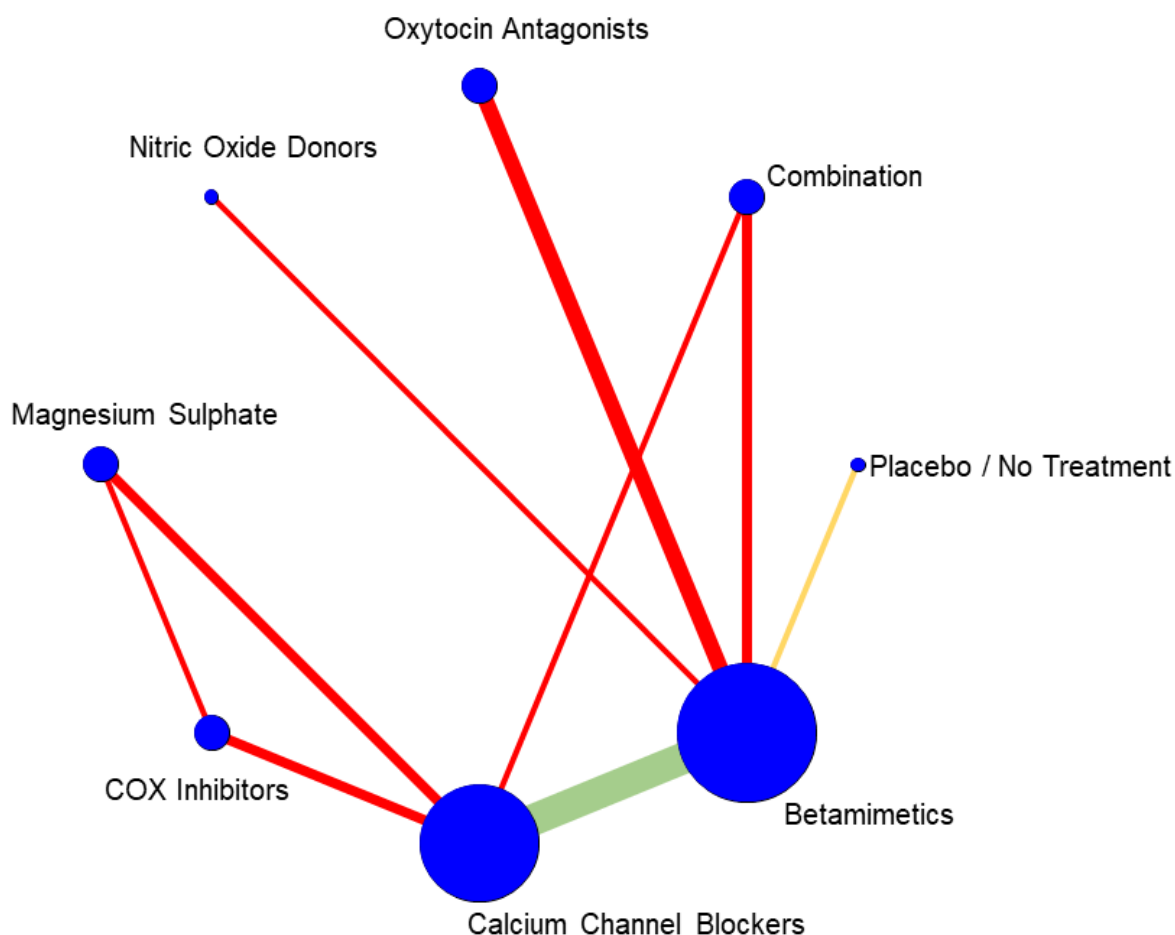 Oxytocin Antagonists
Nitric Oxide Donors
Combination
Magnesium Sulphate
Placebo / No Treatment
COX Inhibitors
Betamimetics
Calcium Channel Blockers